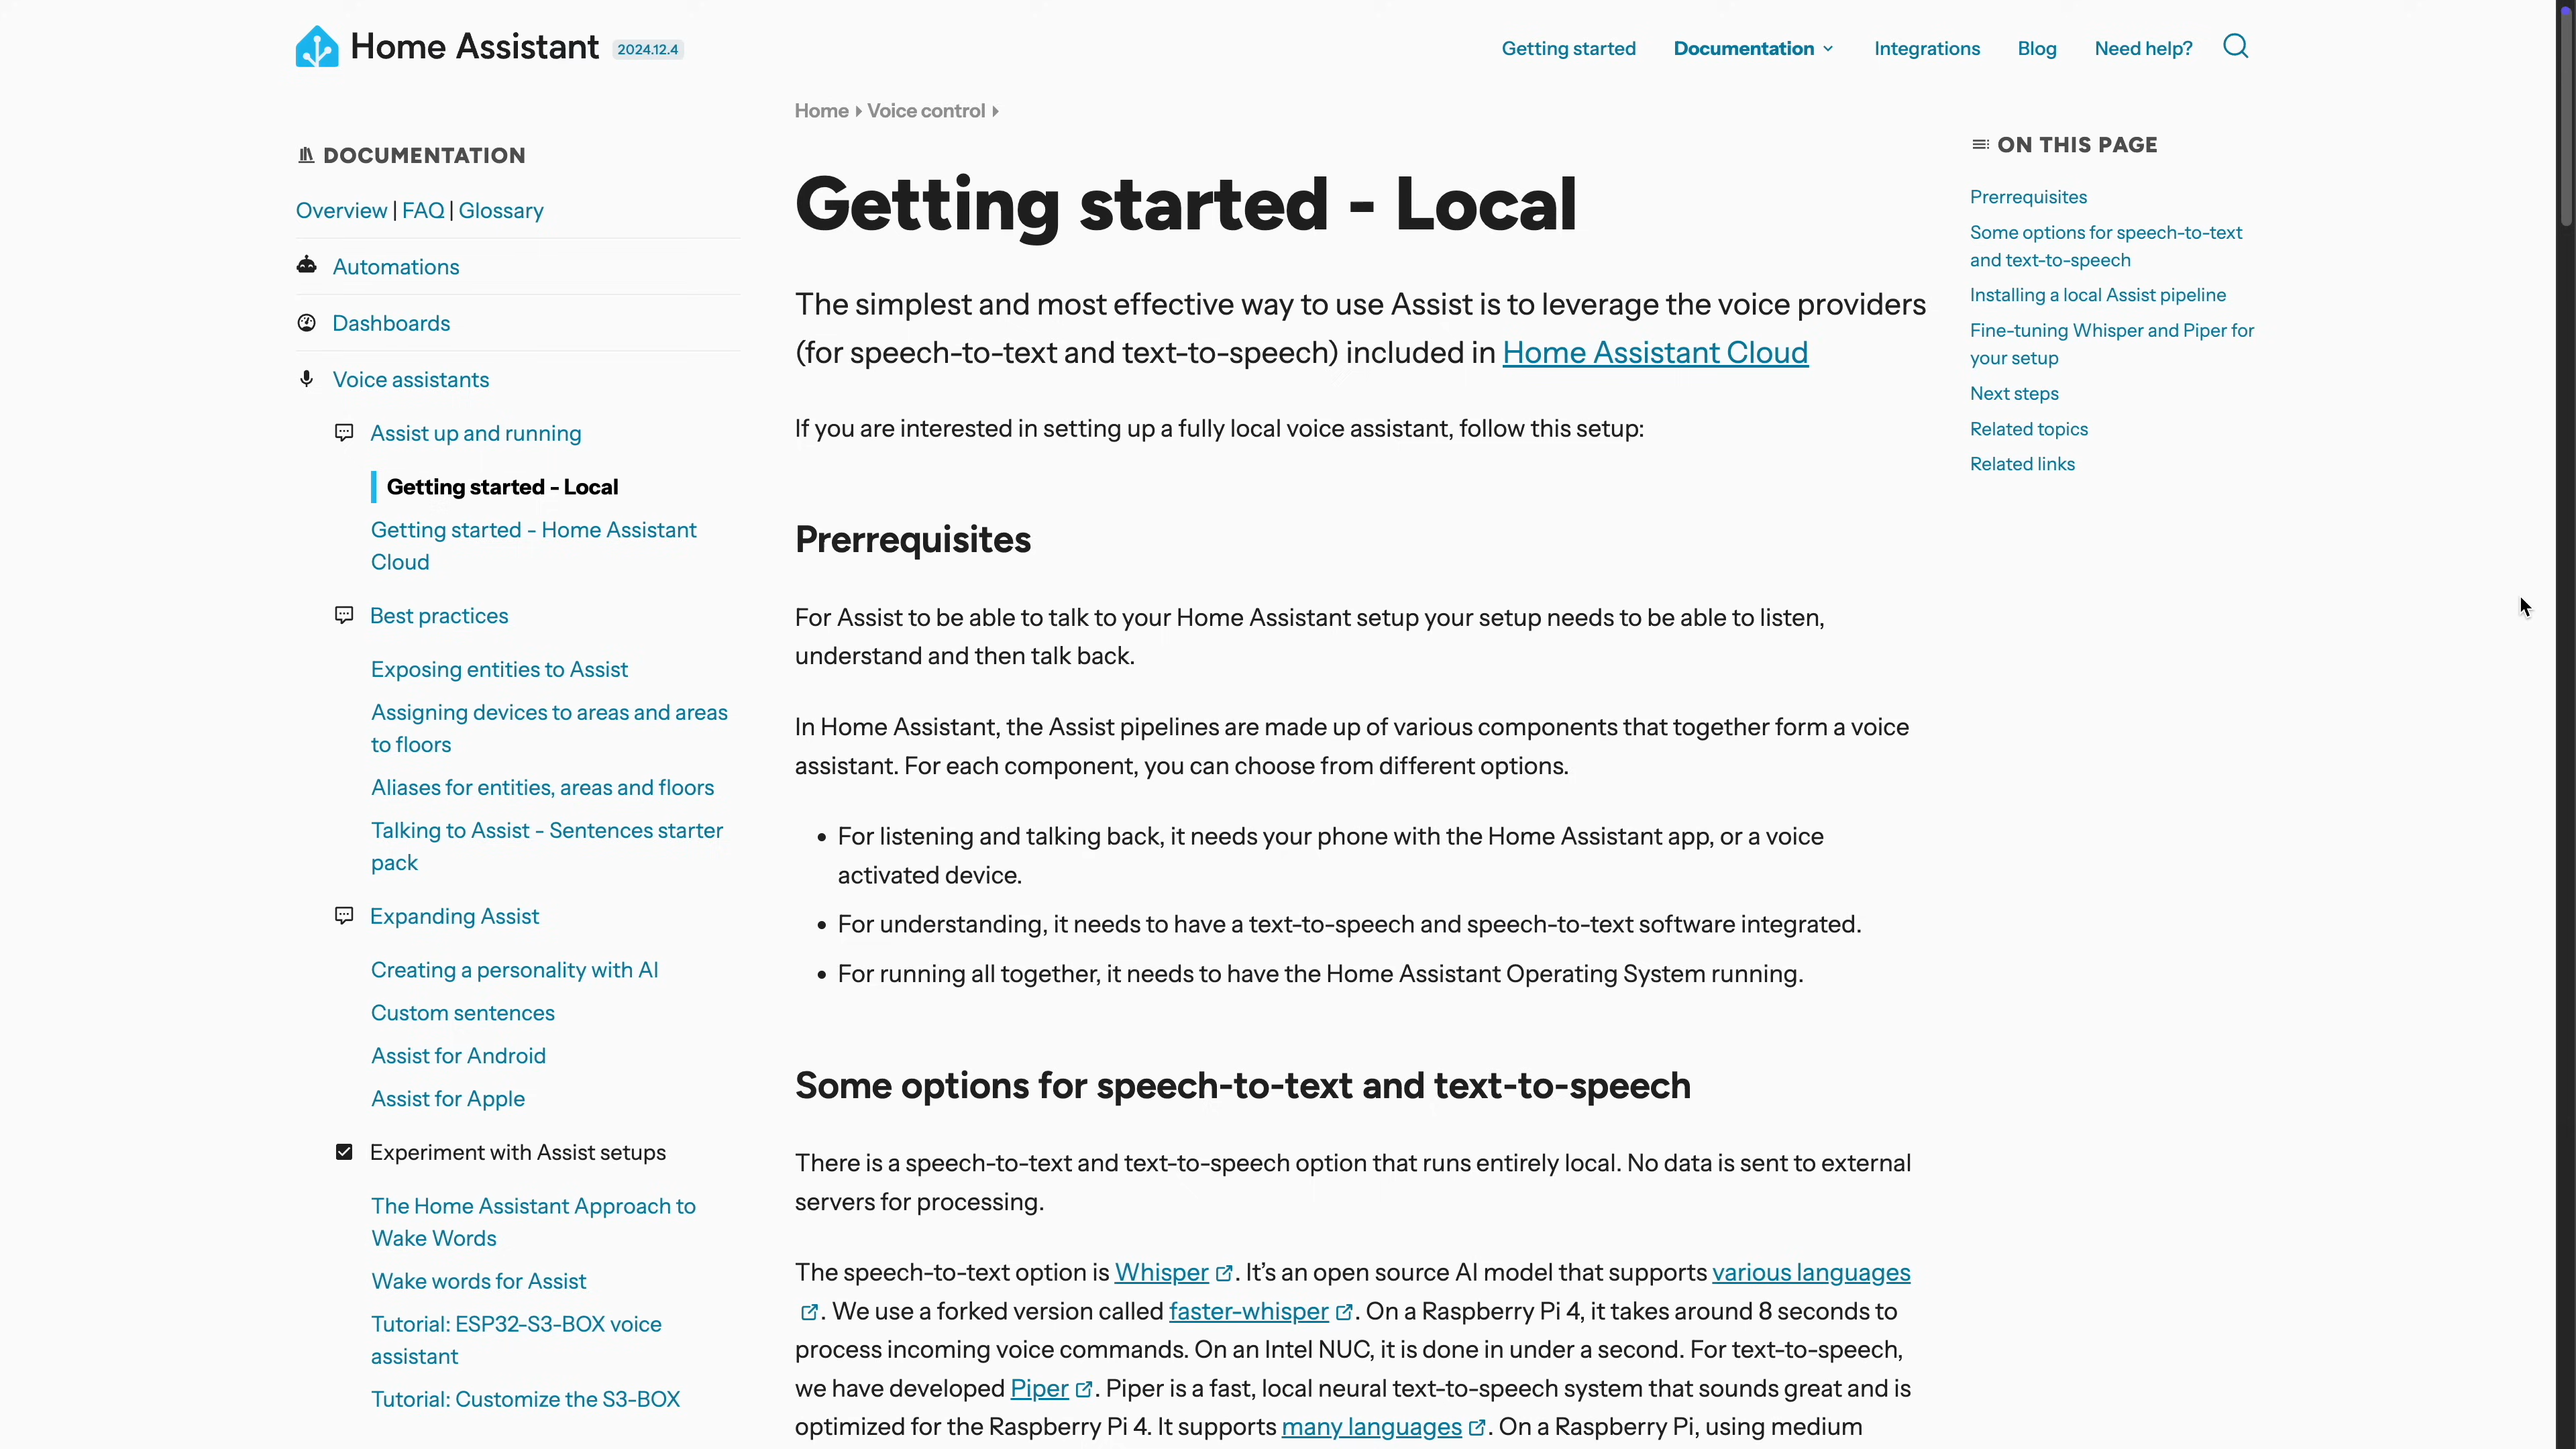 Home Assistant 2024.12.4
Getting started
Documentation
Integrations
Blog
Need help?
DOCUMENTATION
Overview | FAQ | Glossary
Automations
Dashboards
Voice assistants
Assist up and running
Getting started - Local
Getting started - Home Assistant
Cloud
Best practices
Exposing entities to Assist
Assigning devices to areas and areas
to floors
Aliases for entities, areas and floors
Talking to Assist - Sentences starter
pack
Expanding Assist
Creating a personality with AI
Custom sentences
Assist for Android
Assist for Apple
Experiment with Assist setups
The Home Assistant Approach to
Wake Words
Wake words for Assist
Tutorial: ESP32-S3-BOX voice
assistant
Tutorial: Customize the S3-BOX
Home
Voice control
Getting started - Local
The simplest and most effective way to use Assist is to leverage the voice providers
(for speech-to-text and text-to-speech) included in Home Assistant Cloud
If you are interested in setting up a fully local voice assistant, follow this setup:
Prerrequisites
For Assist to be able to talk to your Home Assistant setup your setup needs to be able to listen,
understand and then talk back.
In Home Assistant, the Assist pipelines are made up of various components that together form a voice
assistant. For each component, you can choose from different options.
• For listening and talking back, it needs your phone with the Home Assistant app, or a voice
activated device.
• For understanding, it needs to have a text-to-speech and speech-to-text software integrated.
• For running all together, it needs to have the Home Assistant Operating System running.
Some options for speech-to-text and text-to-speech
There is a speech-to-text and text-to-speech option that runs entirely local. No data is sent to external
servers for processing.
The speech-to-text option is Whisper. It’s an open source AI model that supports various languages
. We use a forked version called faster-whisper. On a Raspberry Pi 4, it takes around 8 seconds to
process incoming voice commands. On an Intel NUC, it is done in under a second. For text-to-speech,
we have developed Piper. Piper is a fast, local neural text-to-speech system that sounds great and is
optimized for the Raspberry Pi 4. It supports many languages. On a Raspberry Pi, using medium
ON THIS PAGE
Prerrequisites
Some options for speech-to-text
and text-to-speech
Installing a local Assist pipeline
Fine-tuning Whisper and Piper for
your setup
Next steps
Related topics
Related links